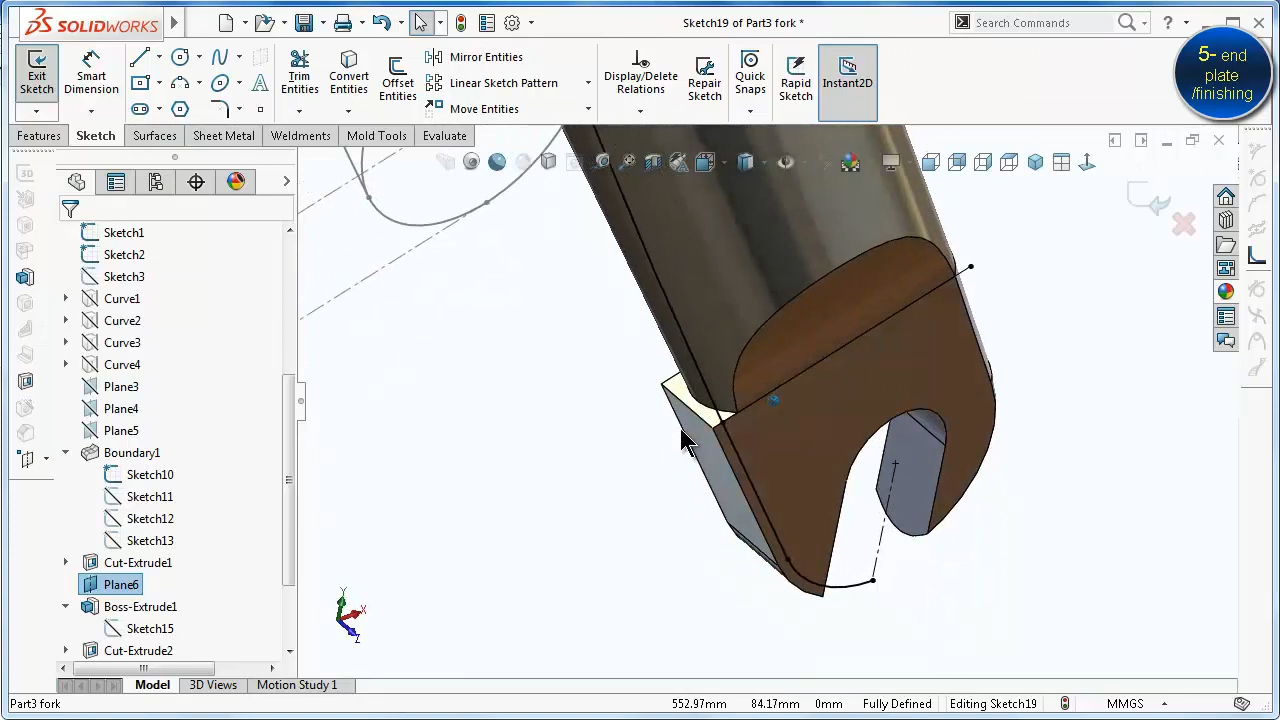 SOLIDWORKS
Sketch19 of Part3 fork *
Search Commands
?
5- end
plate
/finishing
Exit
Sketch
Smart
Dimension
Trim
Entities
Convert
Entities
Offset
Entities
Mirror Entities
Linear Sketch Pattern
Move Entities
Display/Delete
Relations
Repair
Sketch
Quick
Snaps
Rapid
Sketch
Instant2D
Features
Sketch
Surfaces
Sheet Metal
Weldments
Mold Tools
Evaluate
Sketch1
Sketch2
Sketch3
Curve1
Curve2
Curve3
Curve4
Plane3
Plane4
Plane5
Boundary1
Sketch10
Sketch11
Sketch12
Sketch13
Cut-Extrude1
Plane6
Boss-Extrude1
Sketch15
Cut-Extrude2
Y
X
Z
Model
3D Views
Motion Study 1
Part3 fork
552.97mm
84.17mm
0mm
Fully Defined
Editing Sketch19
MMGS